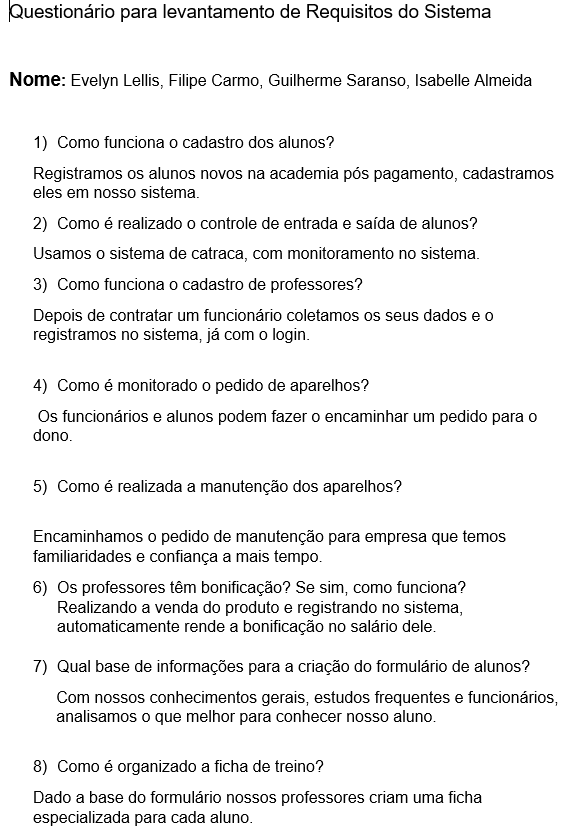 Questionário para levantamento de Requisitos do Sistema
Nome: Evelyn Lellis, Filipe Carmo, Guilherme Saranso, Isabelle Almeida
1) Como funciona o cadastro dos alunos?
Registramos os alunos novos na academia pós pagamento, cadastramos
eles em nosso sistema.
2) Como é realizado o controle de entrada e saída de alunos?
Usamos o sistema de catraca, com monitoramento no sistema.
3) Como funciona o cadastro de professores?
Depois de contratar um funcionário coletamos os seus dados e o
registramos no sistema, já com o login.
4) Como é monitorado o pedido de aparelhos?
Os funcionários e alunos podem fazer o encaminhar um pedido para o
dono.
5) Como é realizada a manutenção dos aparelhos?
Encaminhamos o pedido de manutenção para empresa que temos
familiaridades e confiança a mais tempo.
6) Os professores têm bonificação? Se sim, como funciona?
Realizando a venda do produto e registrando no sistema,
automaticamente rende a bonificação no salário dele.
7) Qual base de informações para a criação do formulário de alunos?
Com nossos conhecimentos gerais, estudos frequentes e funcionários,
analisamos o que melhor para conhecer nosso aluno.
8) Como é organizado a ficha de treino?
Dado a base do formulário nossos professores criam uma ficha
especializada para cada aluno.